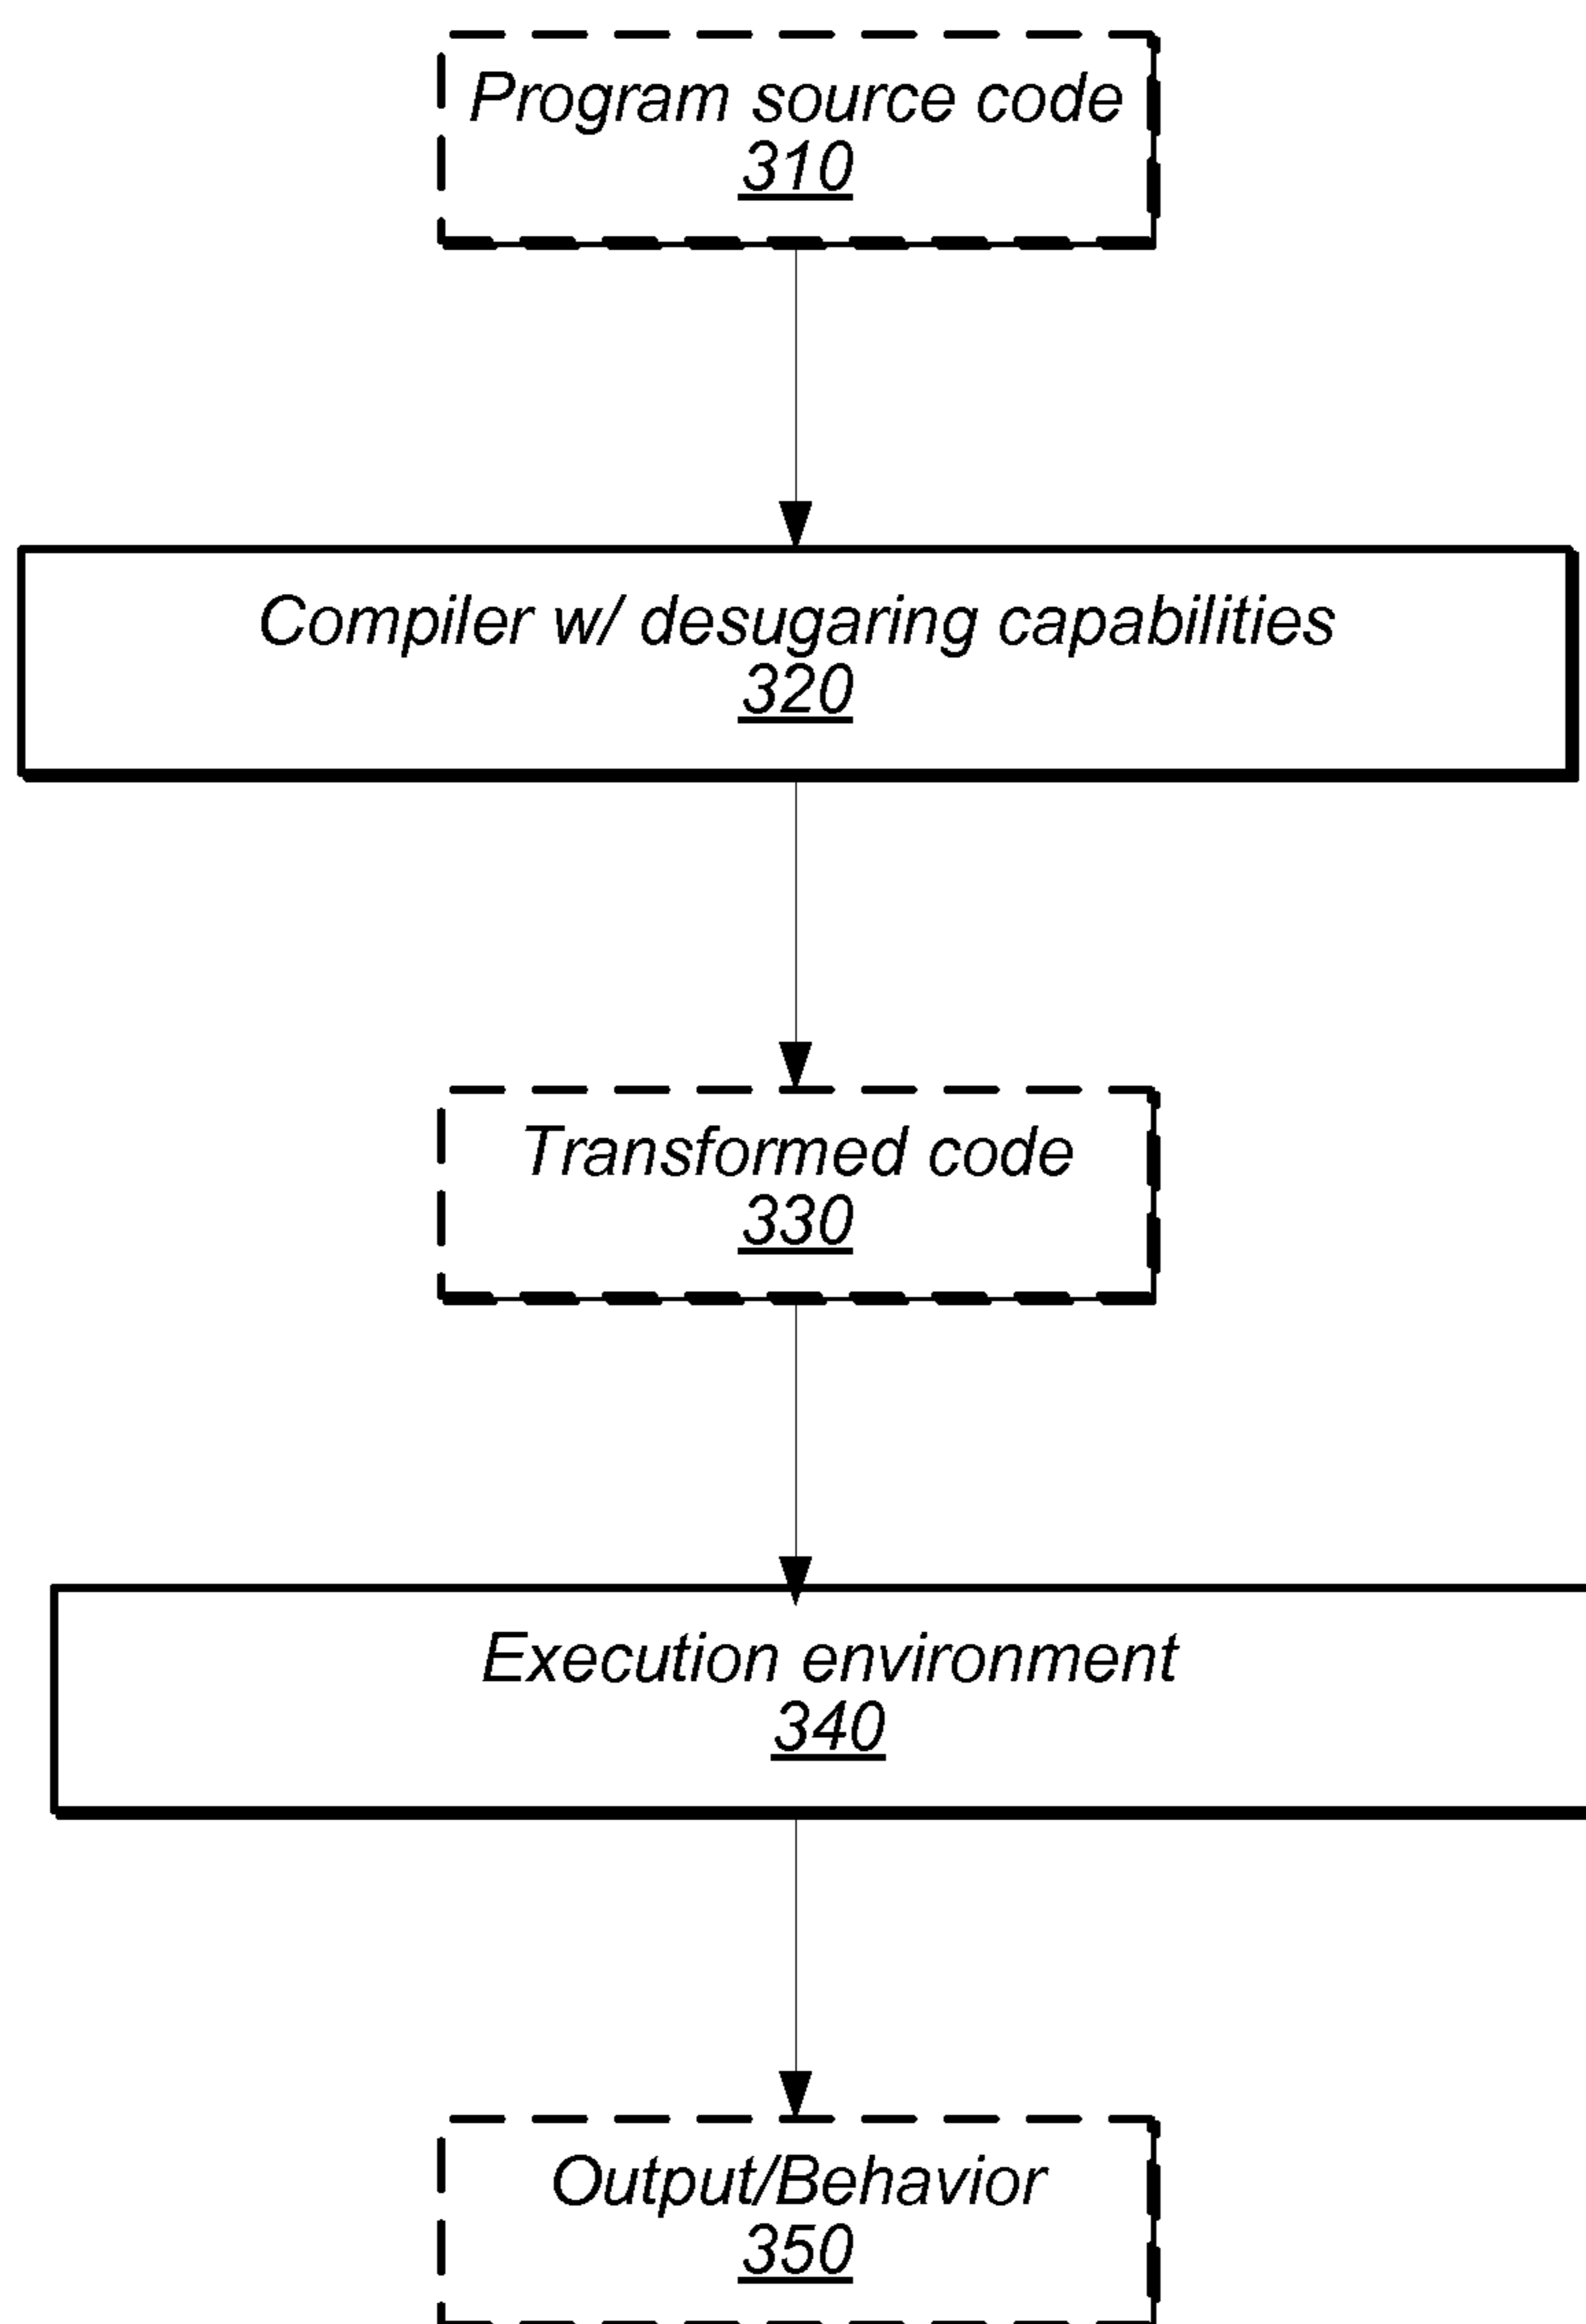 Program source code
310
Compiler w/ desugaring capabilities
320
Transformed code
330
Execution environment
340
Output/Behavior
350